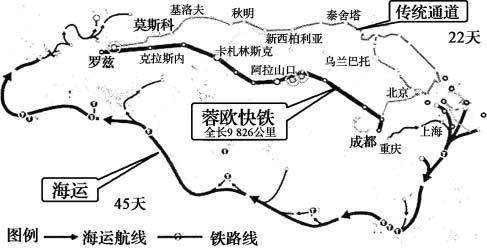 基洛夫
秋明
泰舍塔
传统通道
莫斯科
新西伯利亚
22天
罗兹
克拉斯内
卡札林斯克
乌兰巴托
阿拉山口
北京
蓉欧快铁
全长9 826公里
成都
重庆
上海
海运
45天
图例
海运航线
铁路线